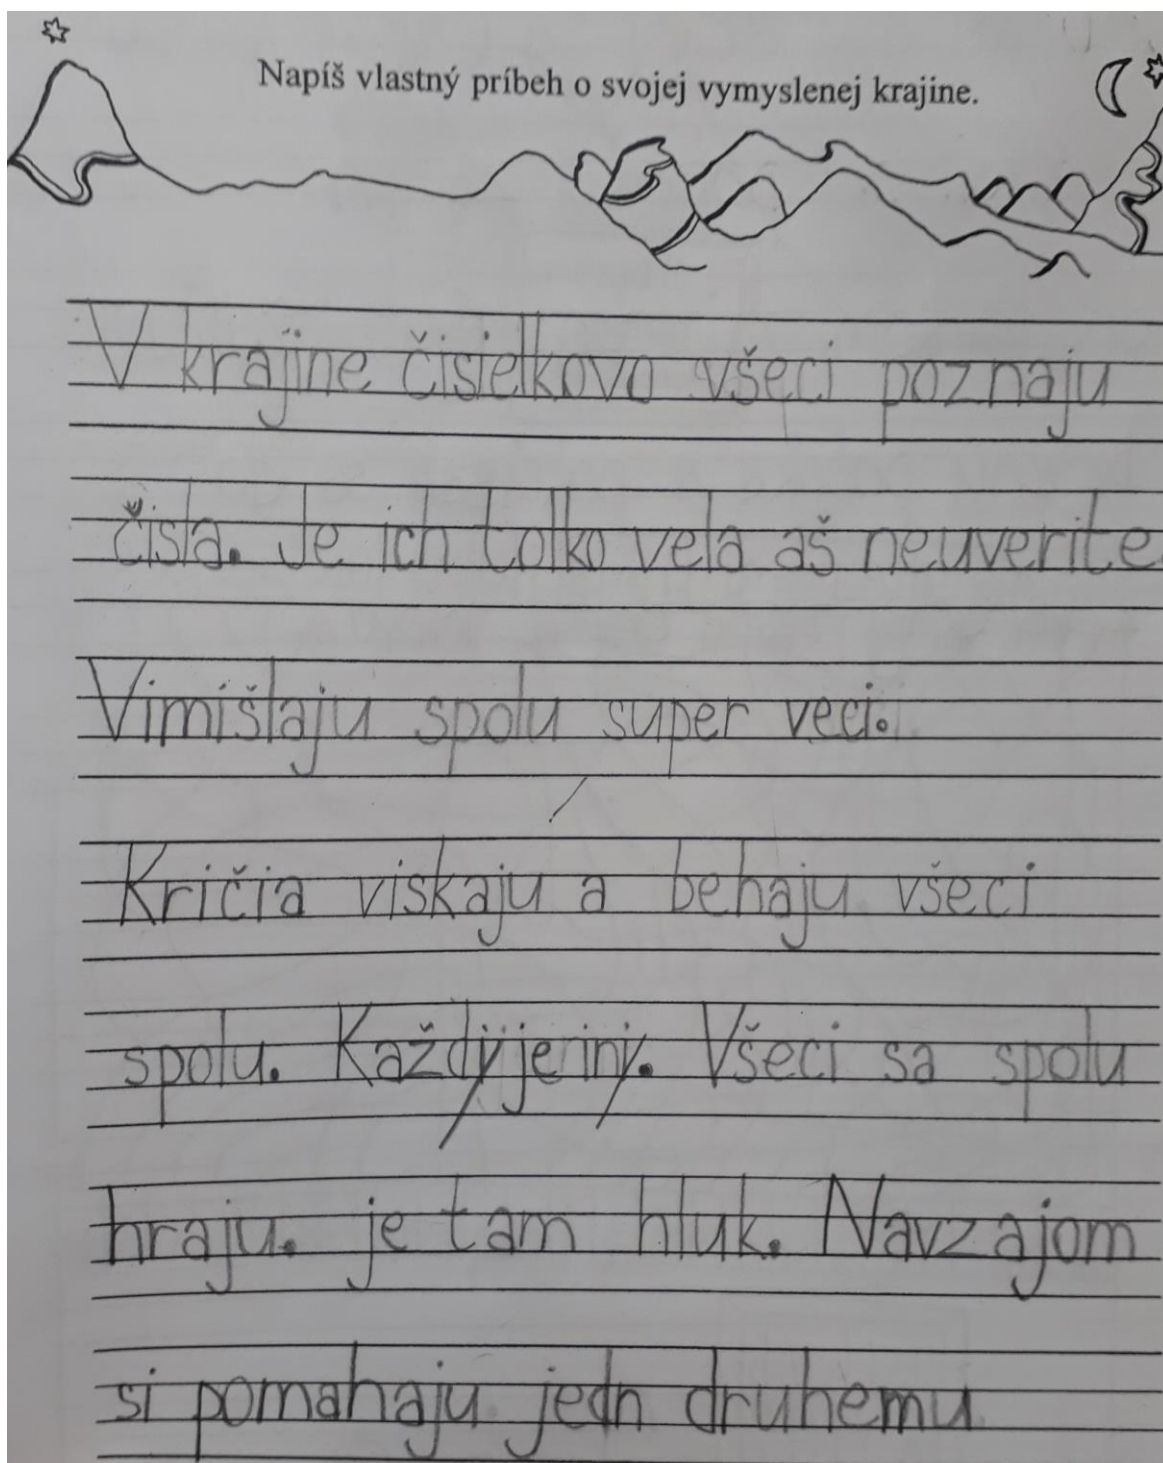 Napíš vlastný príbeh o svojej vymyslenej krajine.
V krajine čisielkovo všeci poznaju
čisla. Je ich tolko vela aš neuverite
Vimišlaju spolu super veci.
Kričia viskaju a behaju všeci
spolu. Každý je iný. Všeci sa spolu
hraju. je tam hluk. Navzajom
si pomahaju jedn druhemu